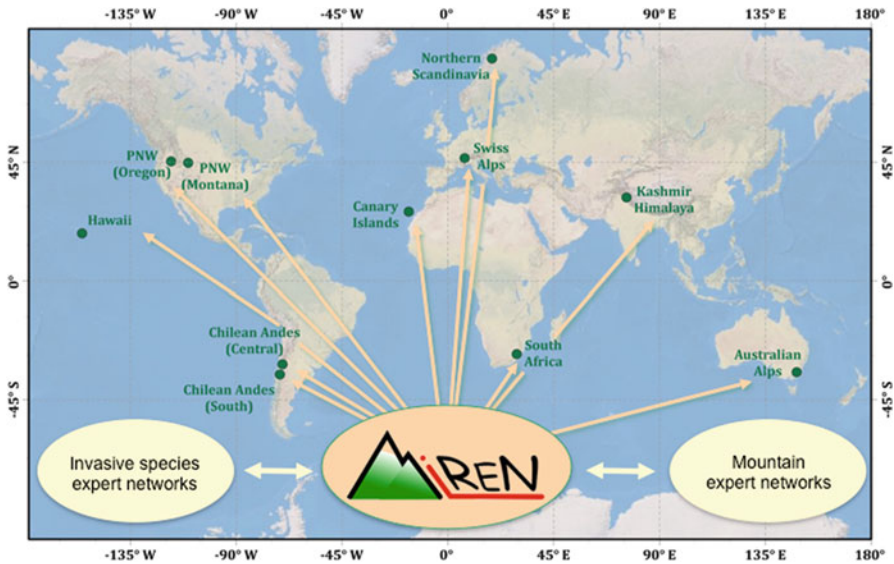 -135° W
-90° W
-45° W
0°
45° E
90° E
135° E
180°
Northern
Scandinavia
45° N
45° N
PNW
(Oregon)
PNW
(Montana)
Swiss
Alps
Kashmir
Himalaya
Canary
Islands
Hawaii
0°
0°
Chilean Andes
(Central)
South
Africa
Australian
Alps
Chilean Andes
(South)
-45° S
-45° S
Invasive species
expert networks
MiREN
Mountain
expert networks
-135° W
-90° W
-45° W
0°
45° E
90° E
135° E
180°